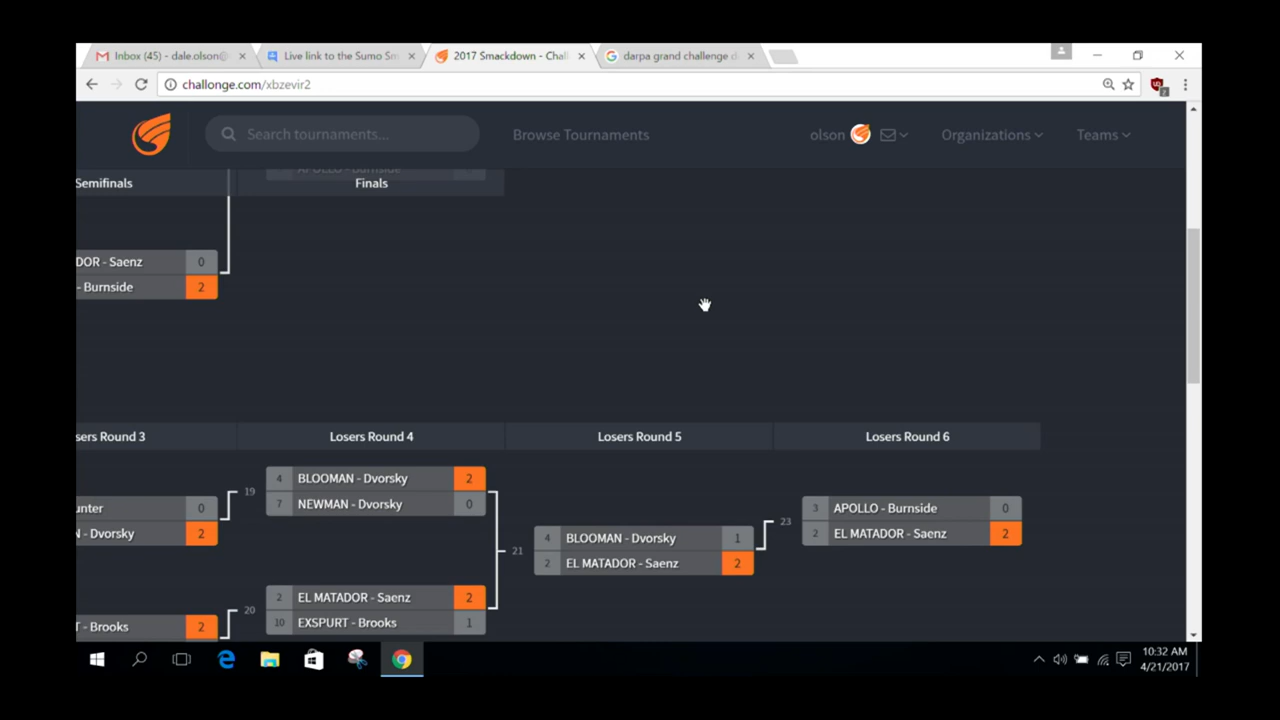 Inbox (45) - dale.olson@
Live link to the Sumo Sm
2017 Smackdown - Chall
darpa grand challenge d
challonge.com/xbzevir2
Search tournaments...
Browse Tournaments
olson
Organizations
Teams
APOLLO - Burnside
Semifinals
Finals
DOR - Saenz 0
- Burnside 2
sers Round 3
Losers Round 4
Losers Round 5
Losers Round 6
unter 0
N - Dvorsky 2
19
4 BLOOMAN - Dvorsky 2
7 NEWMAN - Dvorsky 0
21
4 BLOOMAN - Dvorsky 1
2 EL MATADOR - Saenz 2
23
3 APOLLO - Burnside 0
2 EL MATADOR - Saenz 2
T - Brooks 2
20
2 EL MATADOR - Saenz 2
10 EXSPURT - Brooks 1
10:32 AM
4/21/2017